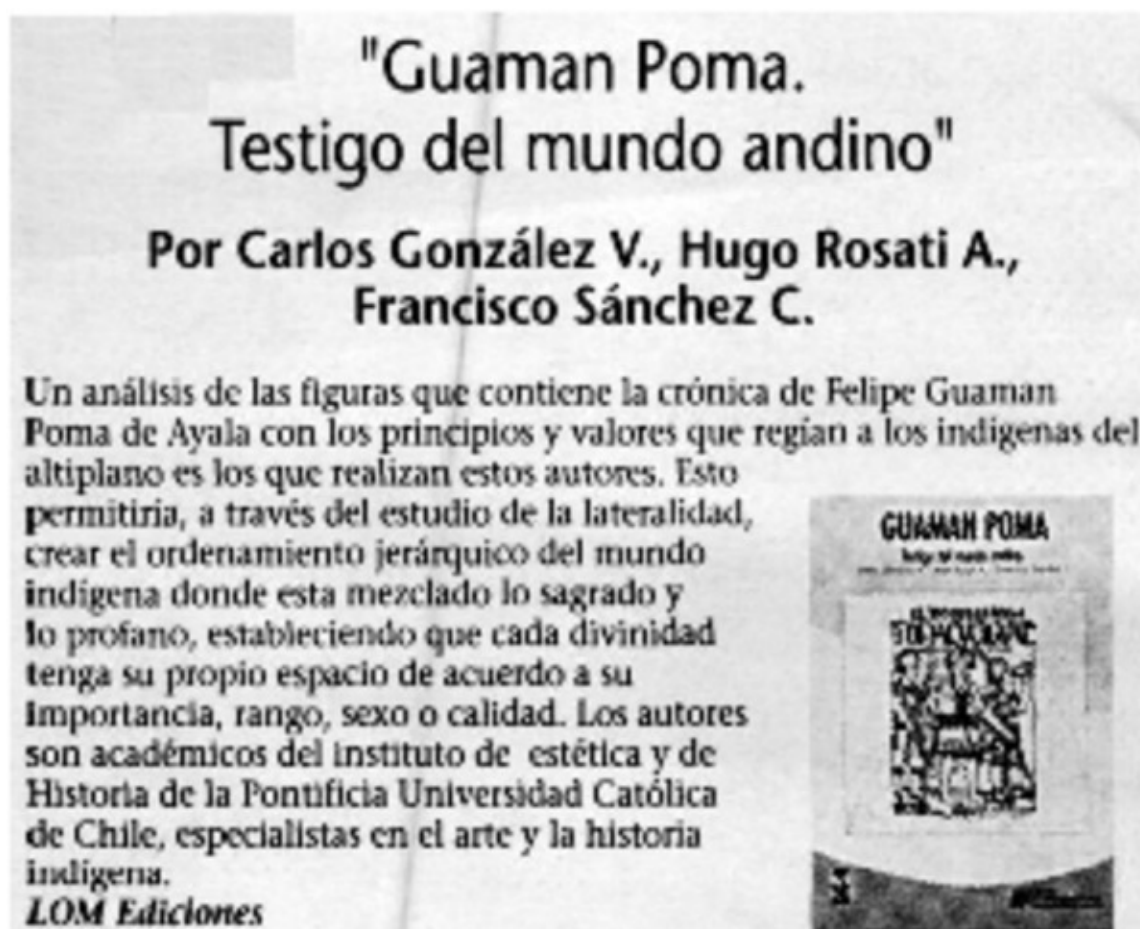 "Guaman Poma.
Testigo del mundo andino"
Por Carlos González V., Hugo Rosati A.,
Francisco Sánchez C.
Un análisis de las figuras que contiene la crónica de Felipe Guaman
Poma de Ayala con los principios y valores que regían a los indígenas del
altiplano es los que realizan estos autores. Esto
permitiría, a través del estudio de la lateralidad,
crear el ordenamiento jerárquico del mundo
indígena donde esta mezclado lo sagrado y
lo profano, estableciendo que cada divinidad
tenga su propio espacio de acuerdo a su
importancia, rango, sexo o calidad. Los autores
son académicos del instituto de estética y de
Historia de la Pontificia Universidad Católica
de Chile, especialistas en el arte y la historia
indígena.
LOM Ediciones
GUAMAN POMA
Testigo del mundo andino